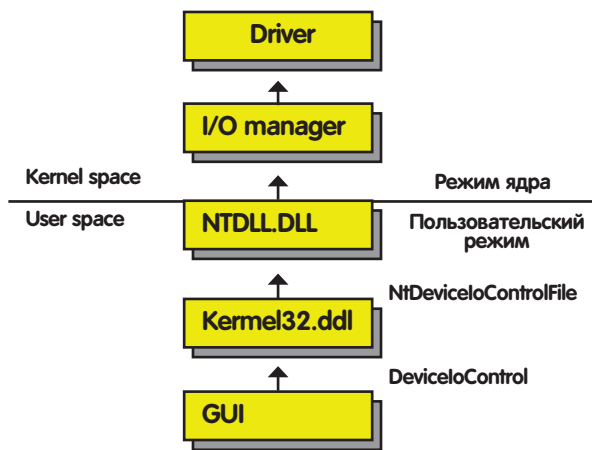 Driver
I/O manager
Kernel space
Режим ядра
User space
NTDLL.DLL
Пользовательский
режим
NtDeviceIoControlFile
Kermel32.ddl
DeviceIoControl
GUI